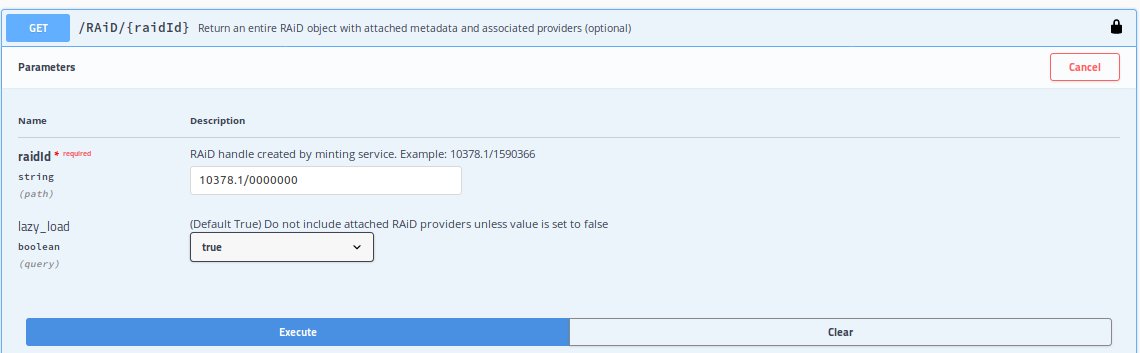 GET /RAiD/{raidId} Return an entire RAiD object with attached metadata and associated providers (optional)
Parameters Cancel
Name Description
raidId * required RAiD handle created by minting service. Example: 10378.1/1590366
string 10378.1/0000000
(path)
lazy_load (Default True) Do not include attached RAiD providers unless value is set to false
boolean true
(query)
Execute Clear